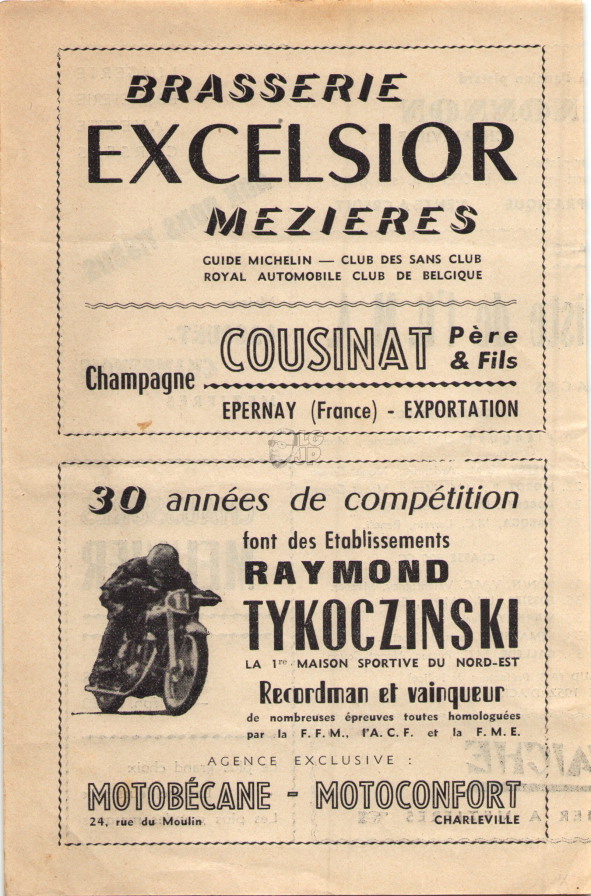 BRASSERIE
EXCELSIOR
MEZIERES
GUIDE MICHELIN — CLUB DES SANS CLUB
ROYAL AUTOMOBILE CLUB DE BELGIQUE
Champagne COUSINAT Père & Fils
EPERNAY (France) - EXPORTATION
30 années de compétition
font des Etablissements
RAYMOND
TYKOCZINSKI
LA 1re MAISON SPORTIVE DU NORD-EST
Recordman et vainqueur
de nombreuses épreuves toutes homologuées
par la F. F. M., l'A. C. F. et la F. M. E.
AGENCE EXCLUSIVE :
MOTOBÉCANE - MOTOCONFORT
24, rue du Moulin CHARLEVILLE